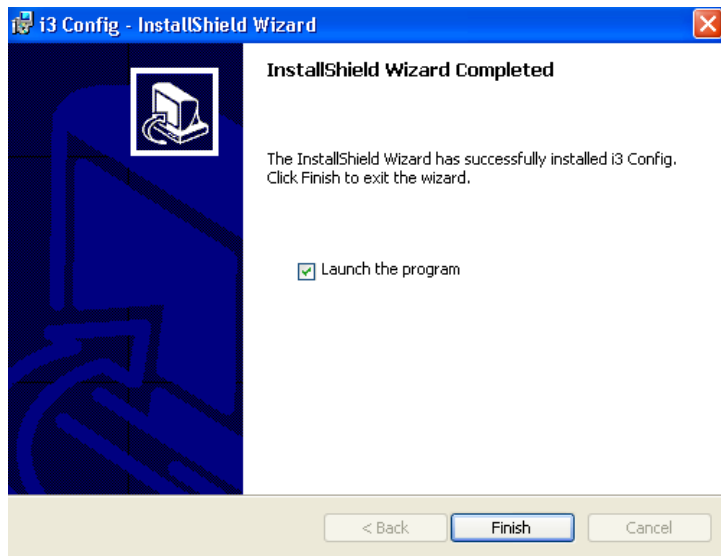 i3 Config - InstallShield Wizard
InstallShield Wizard Completed
The InstallShield Wizard has successfully installed i3 Config.
Click Finish to exit the wizard.
Launch the program
< Back
Finish
Cancel